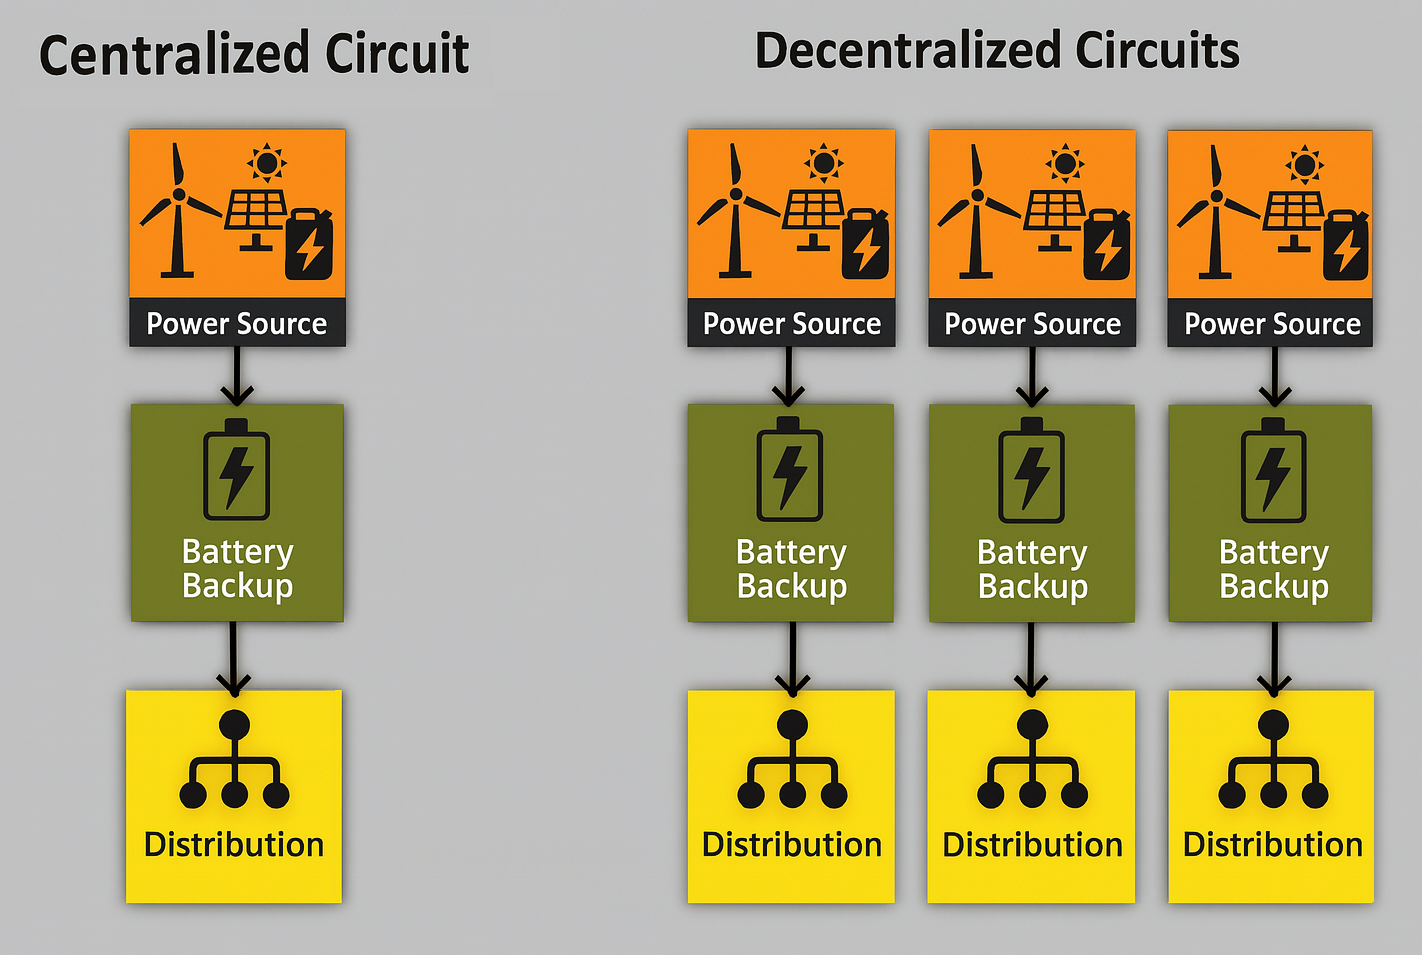 Centralized Circuit
Decentralized Circuits
Power Source
Power Source
Power Source
Power Source
Battery
Backup
Battery
Backup
Battery
Backup
Battery
Backup
Distribution
Distribution
Distribution
Distribution